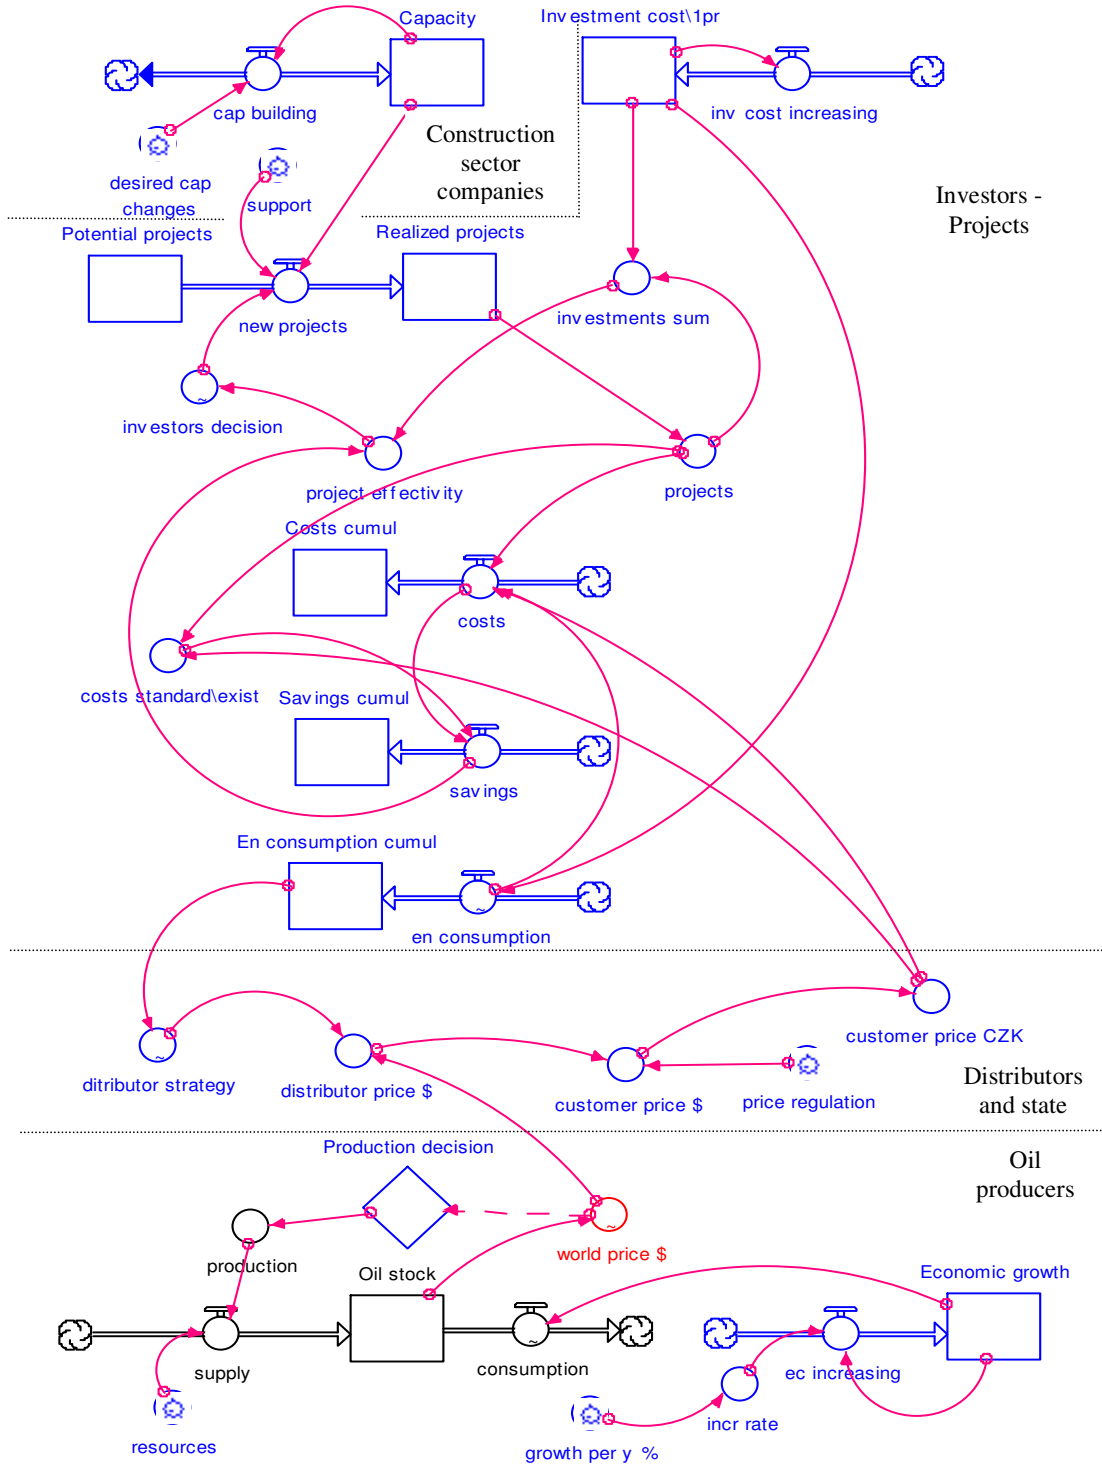 Capacity
Investment cost\1pr
cap building
inv cost increasing
Construction
sector
companies
desired cap
changes
support
Investors -
Projects
Potential projects
Realized projects
new projects
investments sum
investors decision
project effectivity
projects
Costs cumul
costs
costs standard\exist
Savings cumul
savings
En consumption cumul
en consumption
customer price CZK
ditributor strategy
distributor price $
customer price $
price regulation
Distributors
and state
Production decision
Oil
producers
world price $
production
Oil stock
Economic growth
supply
consumption
ec increasing
incr rate
resources
growth per y %